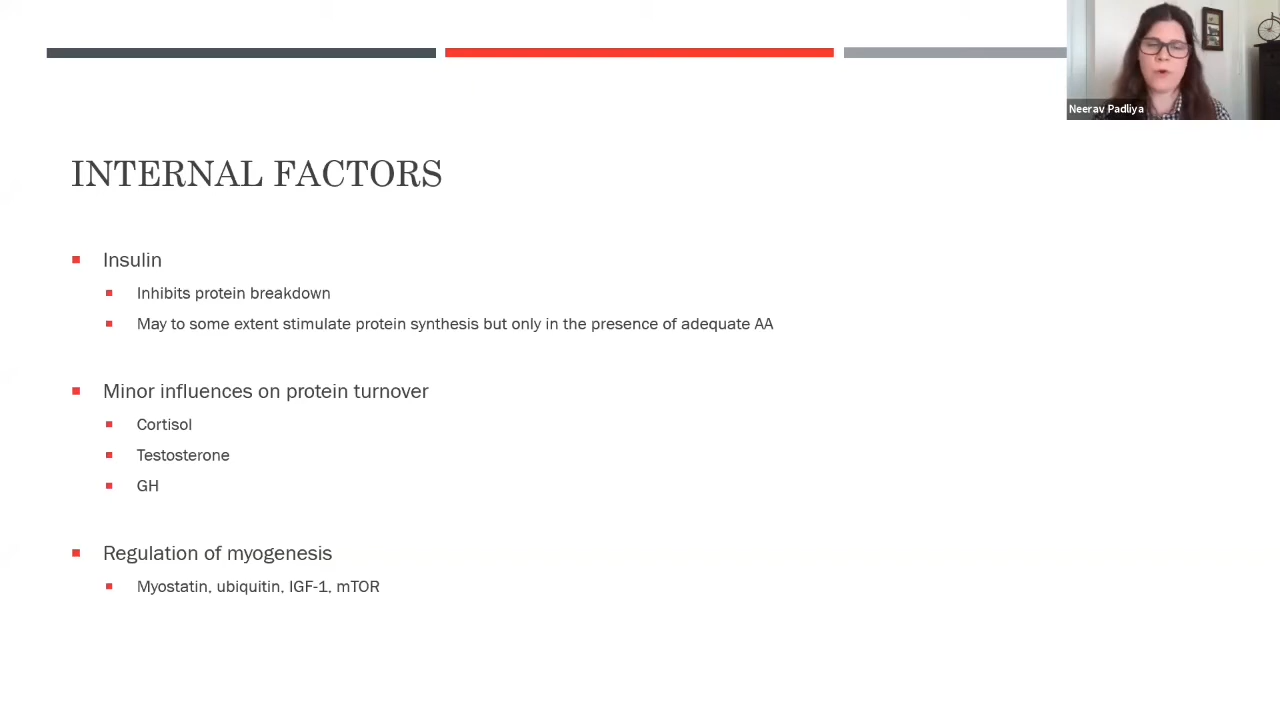 Neerav Padliya
INTERNAL FACTORS
Insulin
Inhibits protein breakdown
May to some extent stimulate protein synthesis but only in the presence of adequate AA
Minor influences on protein turnover
Cortisol
Testosterone
GH
Regulation of myogenesis
Myostatin, ubiquitin, IGF-1, mTOR